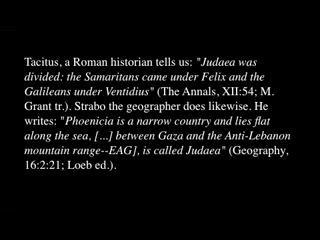 Tacitus, a Roman historian tells us: "Judaea was
divided: the Samaritans came under Felix and the
Galileans under Ventidius" (The Annals, XII:54; M.
Grant tr.). Strabo the geographer does likewise. He
writes: "Phoenicia is a narrow country and lies flat
along the sea, [...] between Gaza and the Anti-Lebanon
mountain range--EAG], is called Judaea" (Geography,
16:2:21; Loeb ed.).